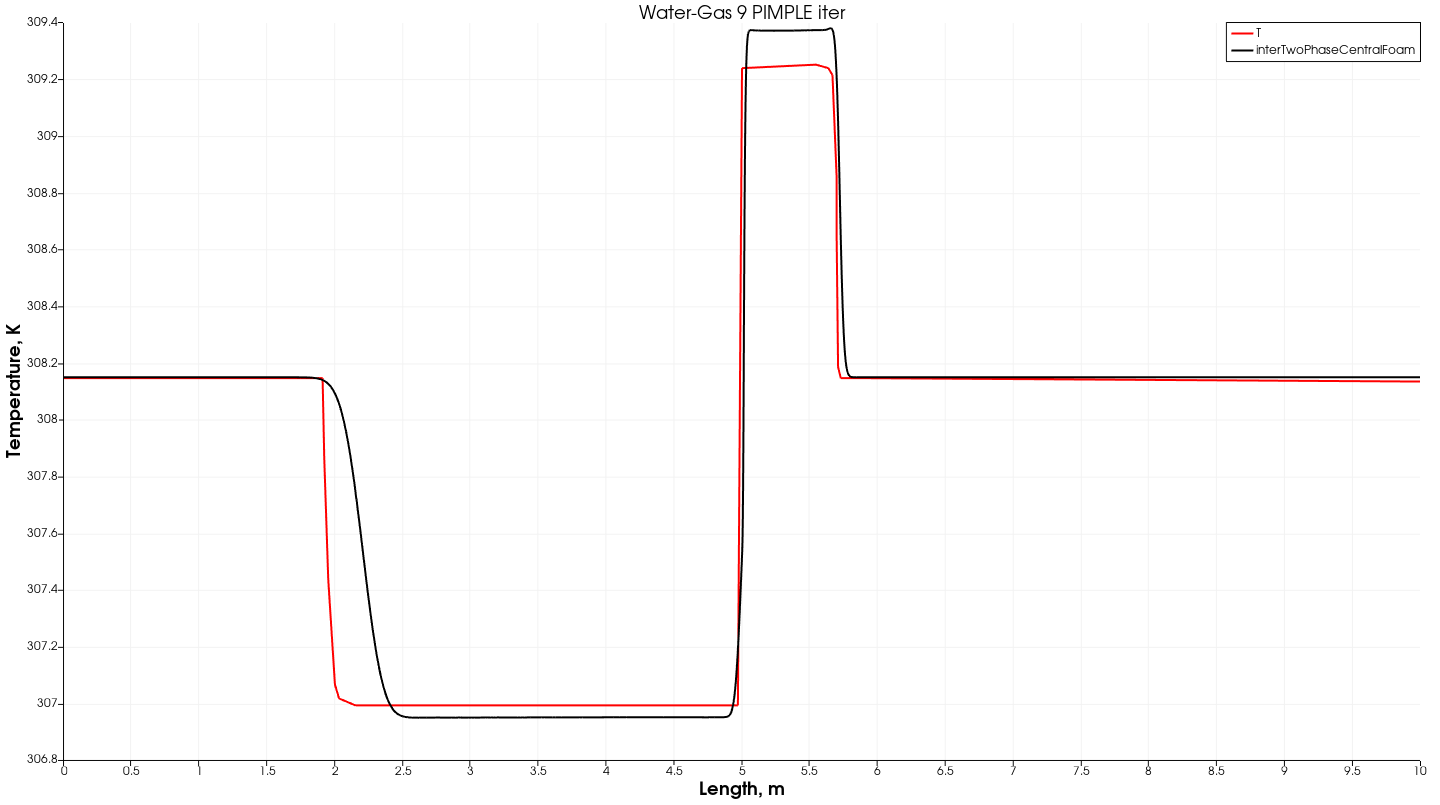 Water-Gas 9 PIMPLE iter
T
interTwoPhaseCentralFoam
309.4
309.2
309
308.8
308.6
308.4
308.2
308
307.8
307.6
307.4
307.2
307
306.8
Temperature, K
0 0.5 1 1.5 2 2.5 3 3.5 4 4.5 5 5.5 6 6.5 7 7.5 8 8.5 9 9.5 10
Length, m